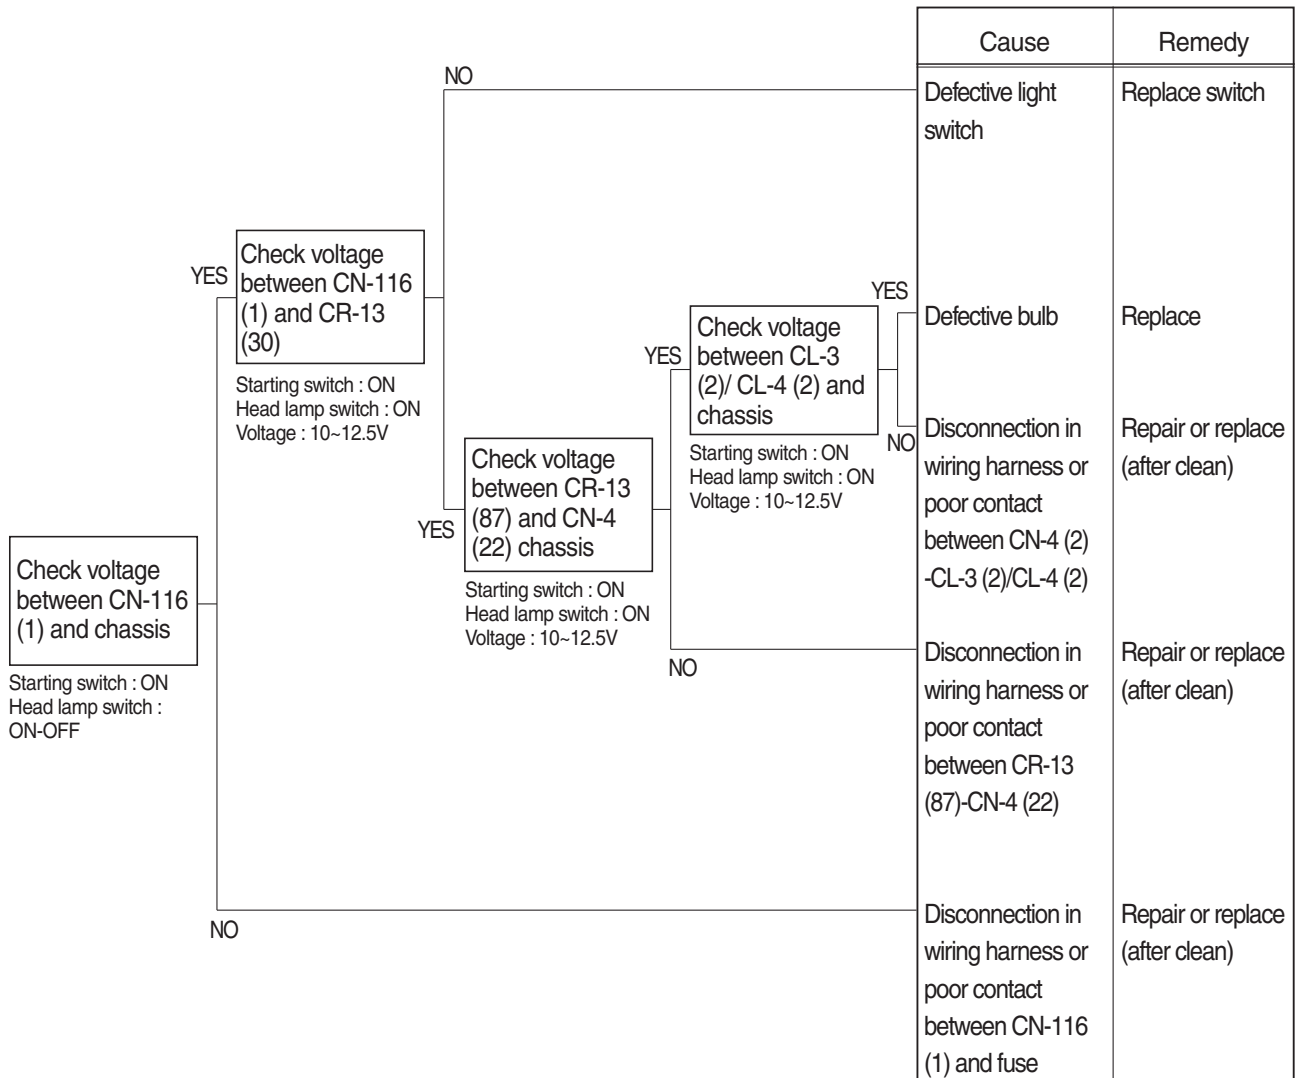 Cause
Remedy
NO
Defective light
switch
Replace switch
YES
Check voltage
between CN-116
(1) and CR-13
(30)
Starting switch : ON
Head lamp switch : ON
Voltage : 10~12.5V
YES
Check voltage
between CL-3
(2)/ CL-4 (2) and
chassis
Starting switch : ON
Head lamp switch : ON
Voltage : 10~12.5V
YES
Defective bulb
Replace
NO
Disconnection in
wiring harness or
poor contact
between CN-4 (2)
-CL-3 (2)/CL-4 (2)
Repair or replace
(after clean)
YES
Check voltage
between CR-13
(87) and CN-4
(22) chassis
Starting switch : ON
Head lamp switch : ON
Voltage : 10~12.5V
NO
Disconnection in
wiring harness or
poor contact
between CR-13
(87)-CN-4 (22)
Repair or replace
(after clean)
Check voltage
between CN-116
(1) and chassis
Starting switch : ON
Head lamp switch :
ON-OFF
NO
Disconnection in
wiring harness or
poor contact
between CN-116
(1) and fuse
Repair or replace
(after clean)